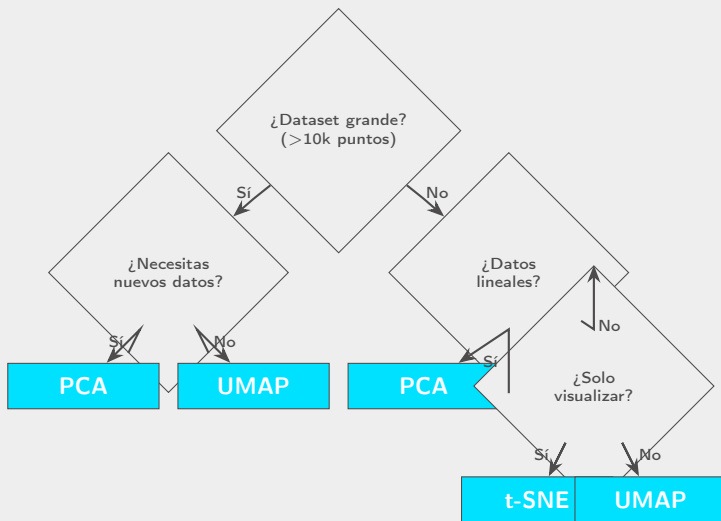 ¿Dataset grande?
(>10k puntos)
Sí
No
¿Necesitas
nuevos datos?
¿Datos
lineales?
Sí
No
No
Sí
PCA
UMAP
PCA
¿Solo
visualizar?
Sí
No
t-SNE
UMAP